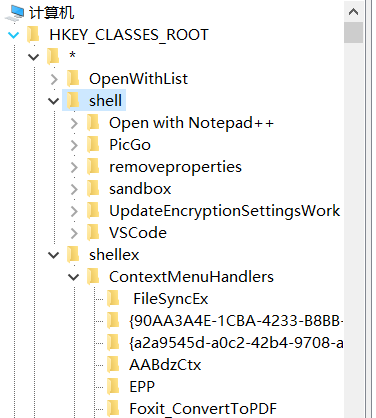 计算机
HKEY_CLASSES_ROOT
*
OpenWithList
shell
Open with Notepad++
PicGo
removeproperties
sandbox
UpdateEncryptionSettingsWork
VSCode
shellex
ContextMenuHandlers
FileSyncEx
{90AA3A4E-1CBA-4233-B8BB-
{a2a9545d-a0c2-42b4-9708-a
AABdzCtx
EPP
Foxit_ConvertToPDF